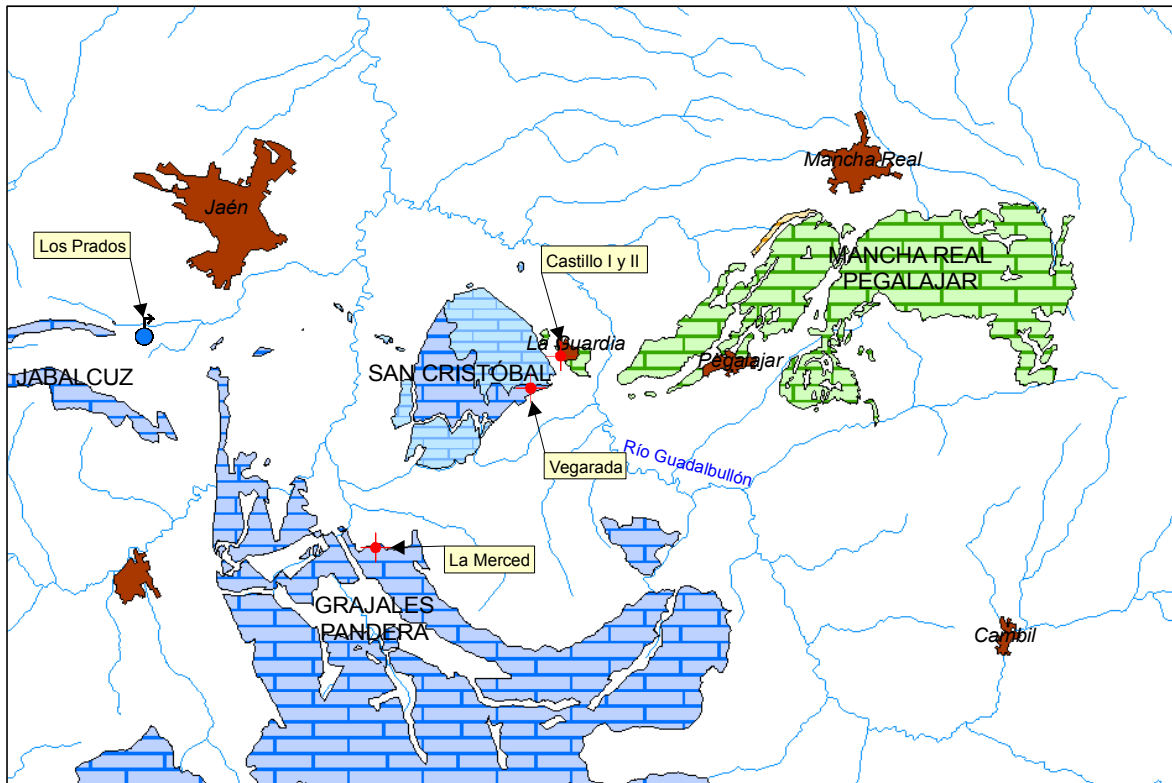 Mancha Real
Jaén
Los Prados
Castillo I y II
MANCHA REAL
PEGALAJAR
La Guardia
Pegalajar
JABALCUZ
SAN CRISTÓBAL
Vegarada
Río Guadalbullón
La Merced
GRAJALES
PANDERA
Cambil